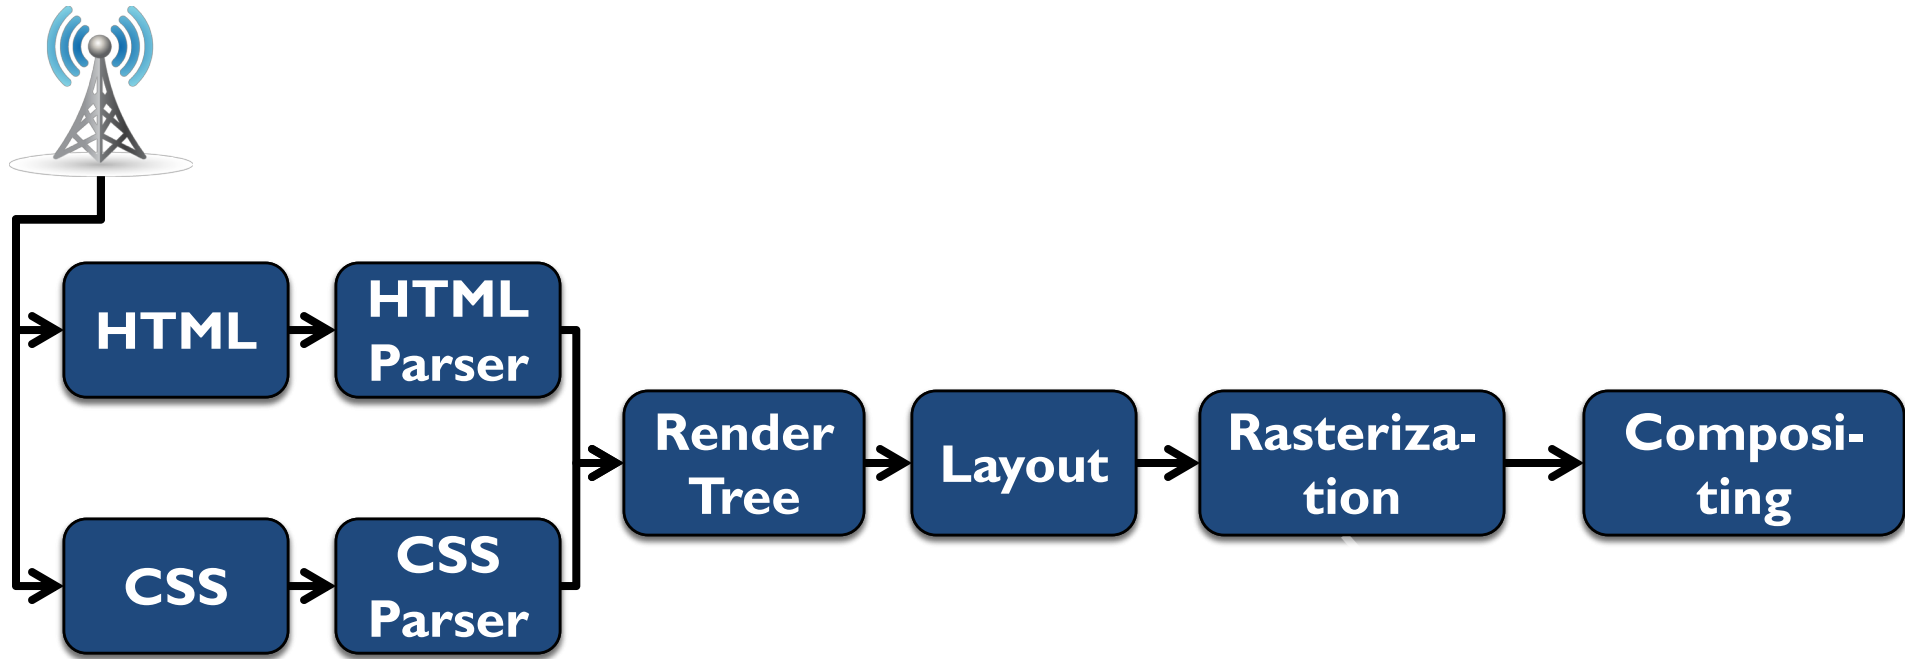 HTML
HTML
Parser
CSS
CSS
Parser
Render
Tree
Layout
Rasteriza-
tion
Composi-
ting